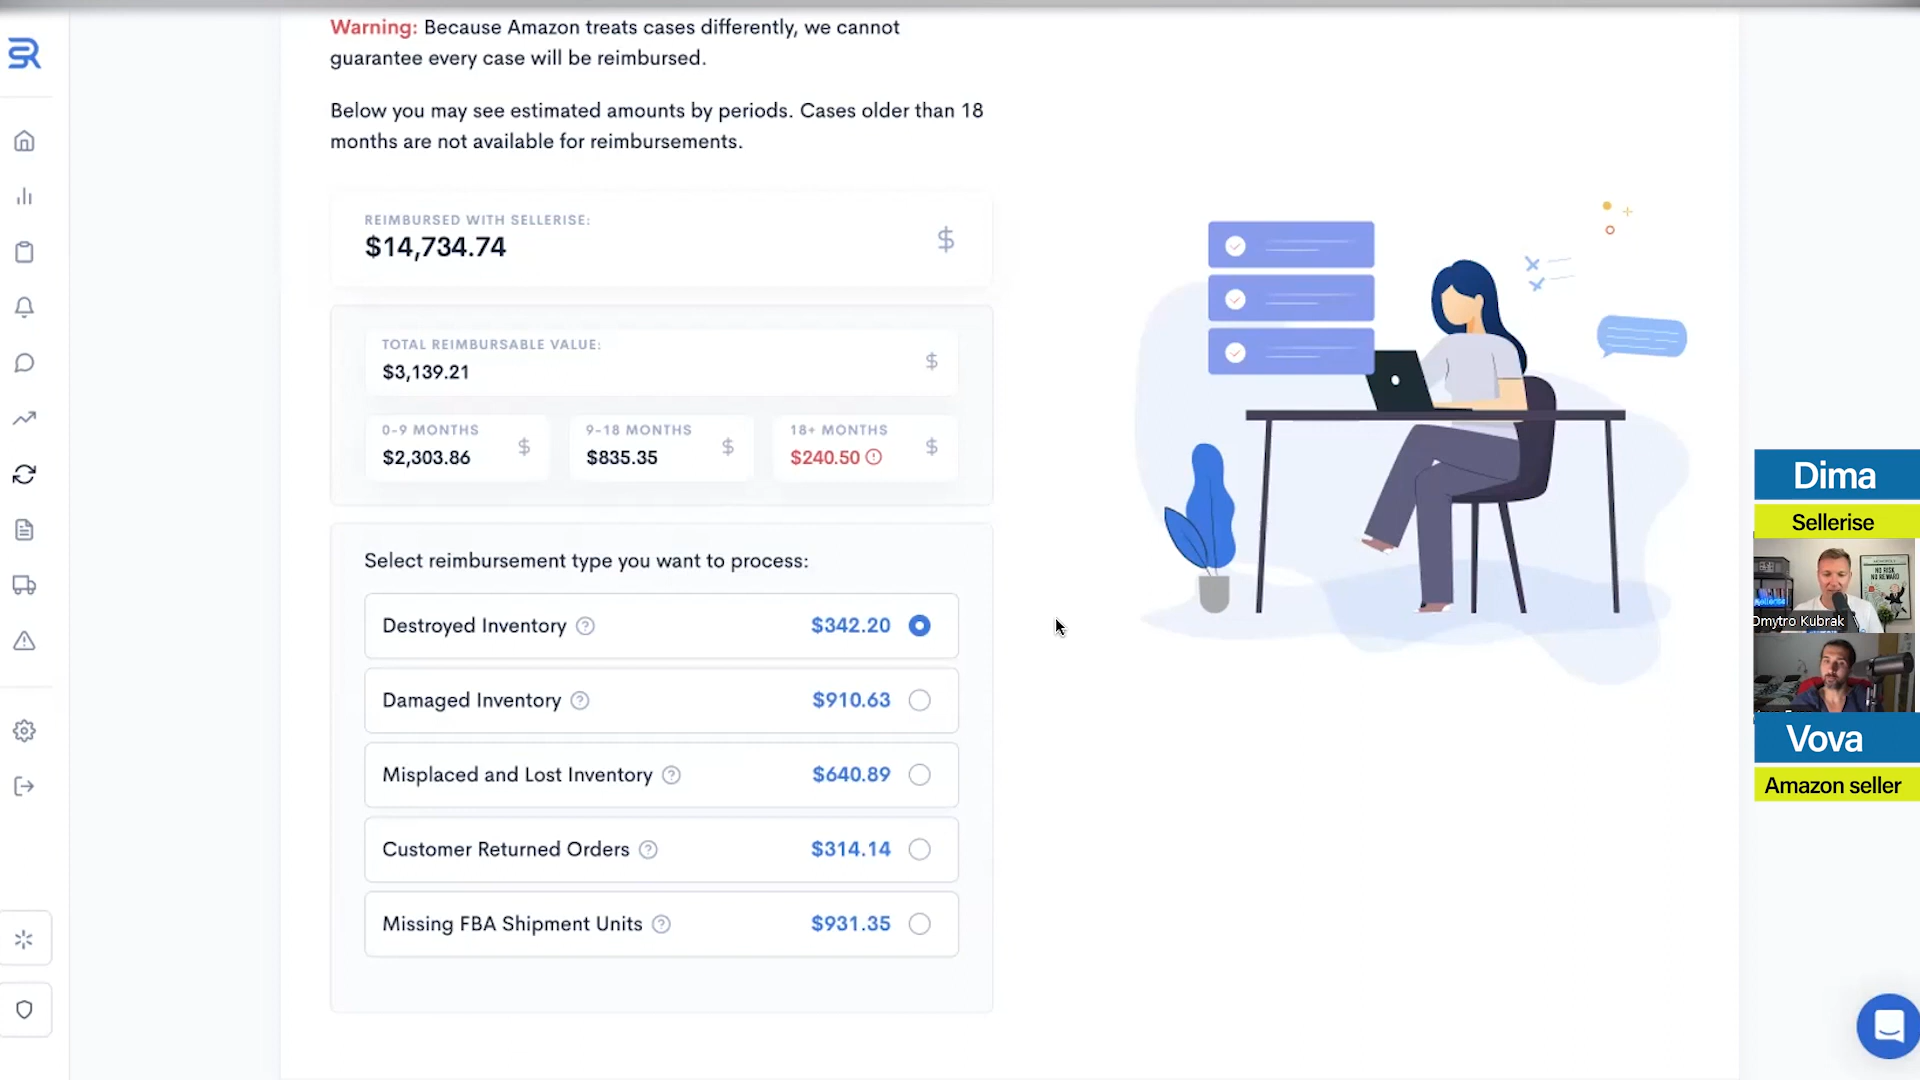 Warning: Because Amazon treats cases differently, we cannot
guarantee every case will be reimbursed.
Below you may see estimated amounts by periods. Cases older than 18
months are not available for reimbursements.
REIMBURSED WITH SELLERISE:
$14,734.74
$
TOTAL REIMBURSABLE VALUE:
$3,139.21
$
0-9 MONTHS
$2,303.86
$
9-18 MONTHS
$835.35
$
18+ MONTHS
$240.50
$
Select reimbursement type you want to process:
Destroyed Inventory ? $342.20
Damaged Inventory ? $910.63
Misplaced and Lost Inventory ? $640.89
Customer Returned Orders ? $314.14
Missing FBA Shipment Units ? $931.35
SR
Dima
Sellerise
NO RISK
NO REWARD
Dmytro Kubrak
Vova
Amazon seller